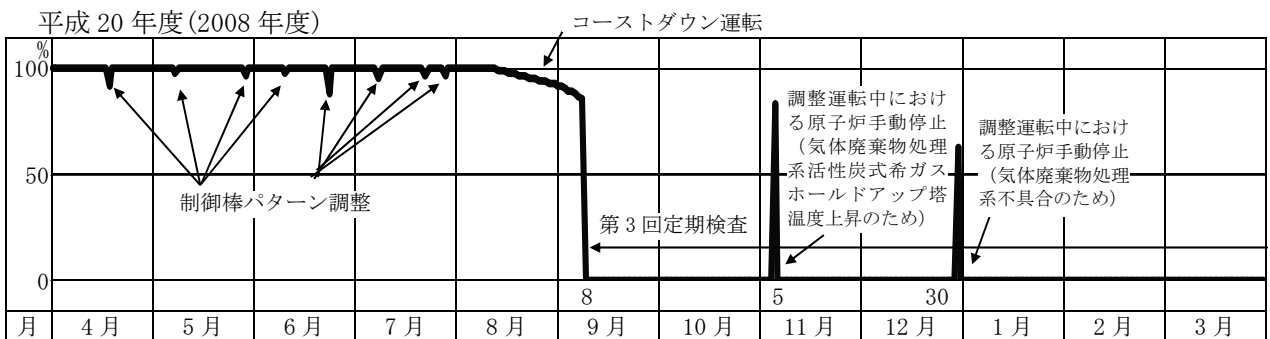 平成 20 年度(2008 年度)
コーストダウン運転
%
100
50
0
制御棒パターン調整
第 3 回定期検査
調整運転中におけ
る原子炉手動停止
(気体廃棄物処理
系活性炭式希ガス
ホールドアップ塔
温度上昇のため)
調整運転中におけ
る原子炉手動停止
(気体廃棄物処理
系不具合のため)
8 5 30
月 4 月 5 月 6 月 7 月 8 月 9 月 10 月 11 月 12 月 1 月 2 月 3 月